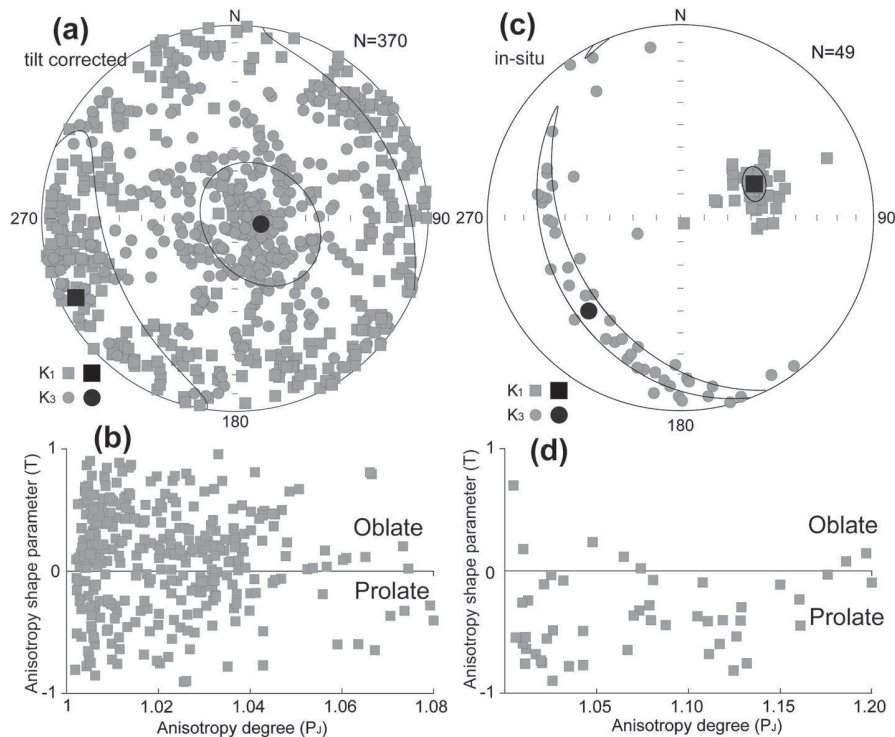 (a)
N
N=370
tilt corrected
270
90
K1
K3
180
(c)
N
N=49
in-situ
270
90
K1
K3
180
(b)
Anisotropy shape parameter (T)
1
0
-1
Oblate
Prolate
1
1.02
1.04
1.06
1.08
Anisotropy degree (PJ)
(d)
Anisotropy shape parameter (T)
1
0
-1
Oblate
Prolate
1.05
1.10
1.15
1.20
Anisotropy degree (PJ)